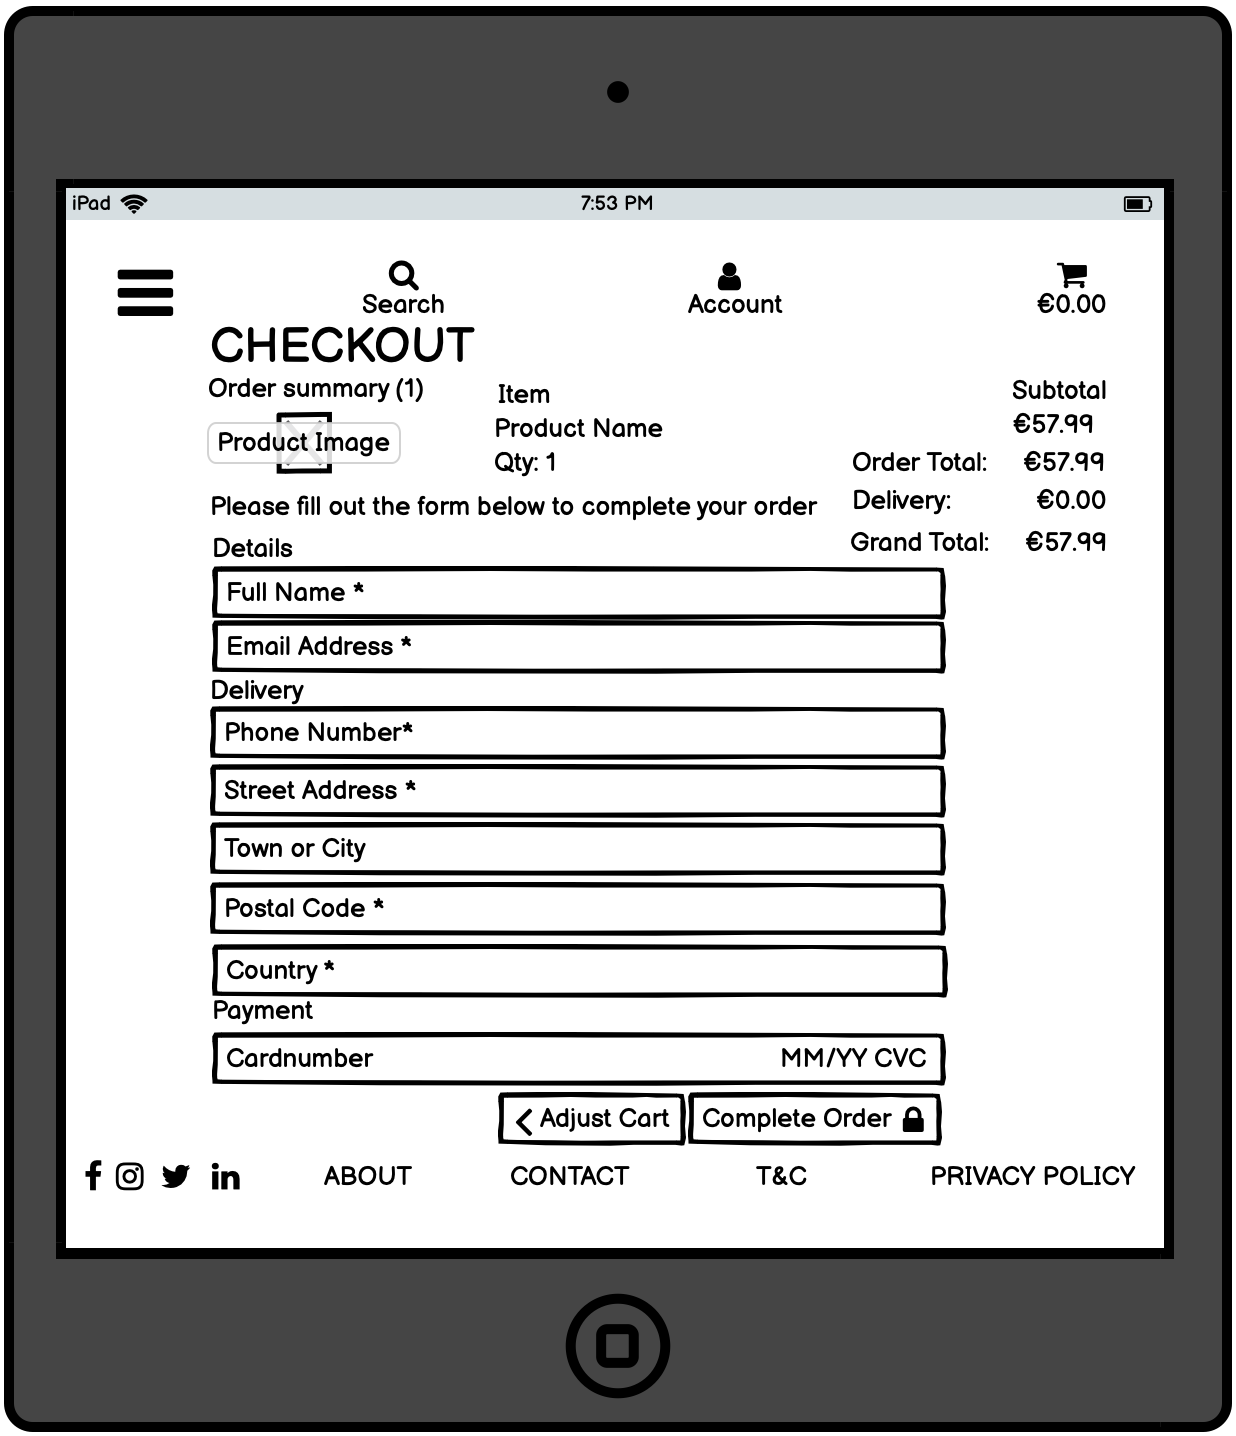 iPad 7:53 PM
Search Account €0.00
CHECKOUT
Order summary (1) Item Subtotal
Product Image Product Name €57.99
Qty: 1 Order Total: €57.99
Please fill out the form below to complete your order Delivery: €0.00
Details Grand Total: €57.99
Full Name *
Email Address *
Delivery
Phone Number*
Street Address *
Town or City
Postal Code *
Country *
Payment
Cardnumber MM/YY CVC
Adjust Cart Complete Order
ABOUT CONTACT T&C PRIVACY POLICY